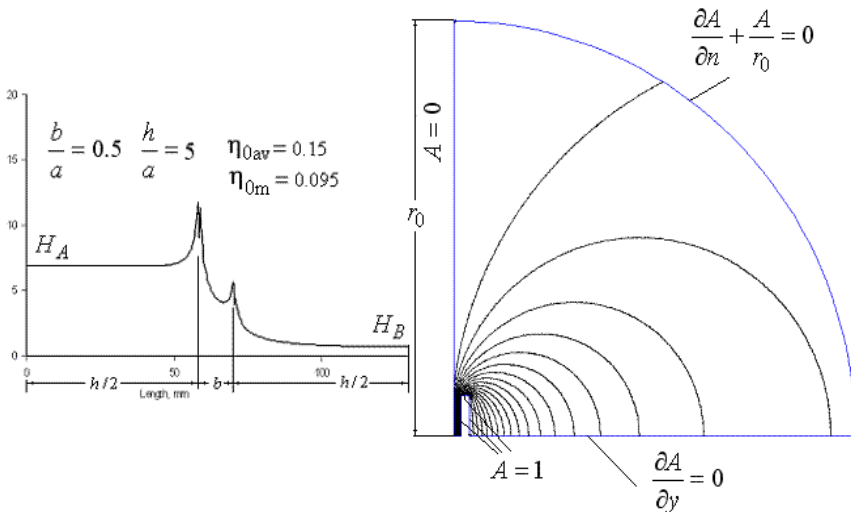 20
15
10
5
0
b/a = 0.5 h/a = 5 η0av = 0.15
η0m = 0.095
H_A
H_B
0 50 100
h/2 b h/2
Length, mm
∂A/∂n + A/r0 = 0
A = 0
r0
A = 1
∂A/∂y = 0